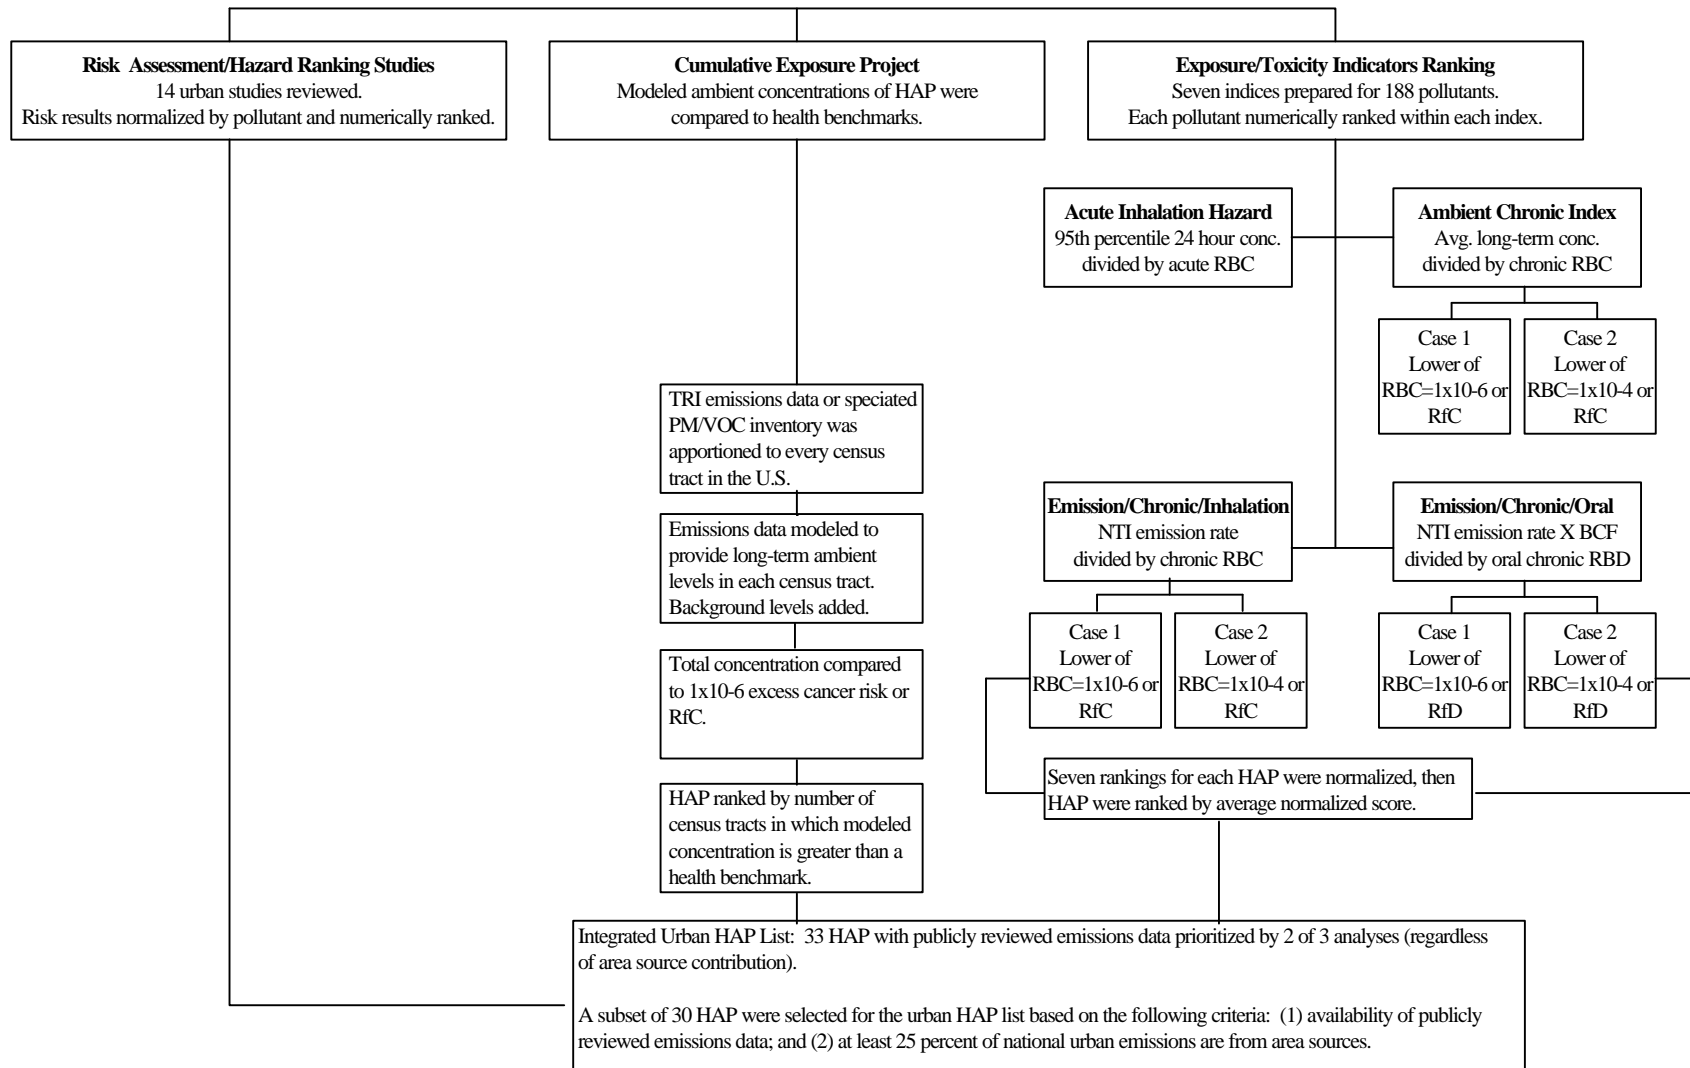 Risk Assessment/Hazard Ranking Studies
14 urban studies reviewed.
Risk results normalized by pollutant and numerically ranked.
Cumulative Exposure Project
Modeled ambient concentrations of HAP were
compared to health benchmarks.
Exposure/Toxicity Indicators Ranking
Seven indices prepared for 188 pollutants.
Each pollutant numerically ranked within each index.
Acute Inhalation Hazard
95th percentile 24 hour conc.
divided by acute RBC
Ambient Chronic Index
Avg. long-term conc.
divided by chronic RBC
Case 1
Lower of
RBC=1x10-6 or
RfC
Case 2
Lower of
RBC=1x10-4 or
RfC
TRI emissions data or speciated
PM/VOC inventory was
apportioned to every census
tract in the U.S.
Emissions data modeled to
provide long-term ambient
levels in each census tract.
Background levels added.
Total concentration compared
to 1x10-6 excess cancer risk or
RfC.
HAP ranked by number of
census tracts in which modeled
concentration is greater than a
health benchmark.
Emission/Chronic/Inhalation
NTI emission rate
divided by chronic RBC
Emission/Chronic/Oral
NTI emission rate X BCF
divided by oral chronic RBD
Case 1
Lower of
RBC=1x10-6 or
RfC
Case 2
Lower of
RBC=1x10-4 or
RfC
Case 1
Lower of
RBC=1x10-6 or
RfD
Case 2
Lower of
RBC=1x10-4 or
RfD
Seven rankings for each HAP were normalized, then
HAP were ranked by average normalized score.
Integrated Urban HAP List: 33 HAP with publicly reviewed emissions data prioritized by 2 of 3 analyses (regardless
of area source contribution).
A subset of 30 HAP were selected for the urban HAP list based on the following criteria: (1) availability of publicly
reviewed emissions data; and (2) at least 25 percent of national urban emissions are from area sources.